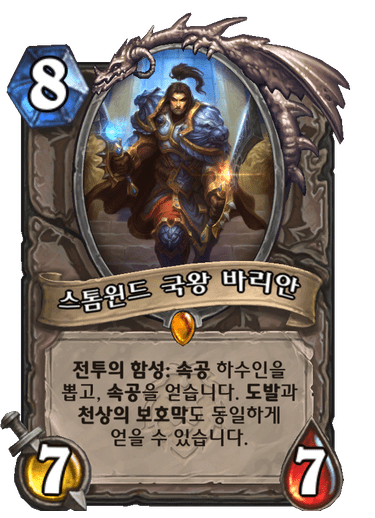 8
스톰윈드 국왕 바리안
전투의 함성: 속공 하수인을
뽑고, 속공을 얻습니다. 도발과
천상의 보호막도 동일하게
얻을 수 있습니다.
7
7